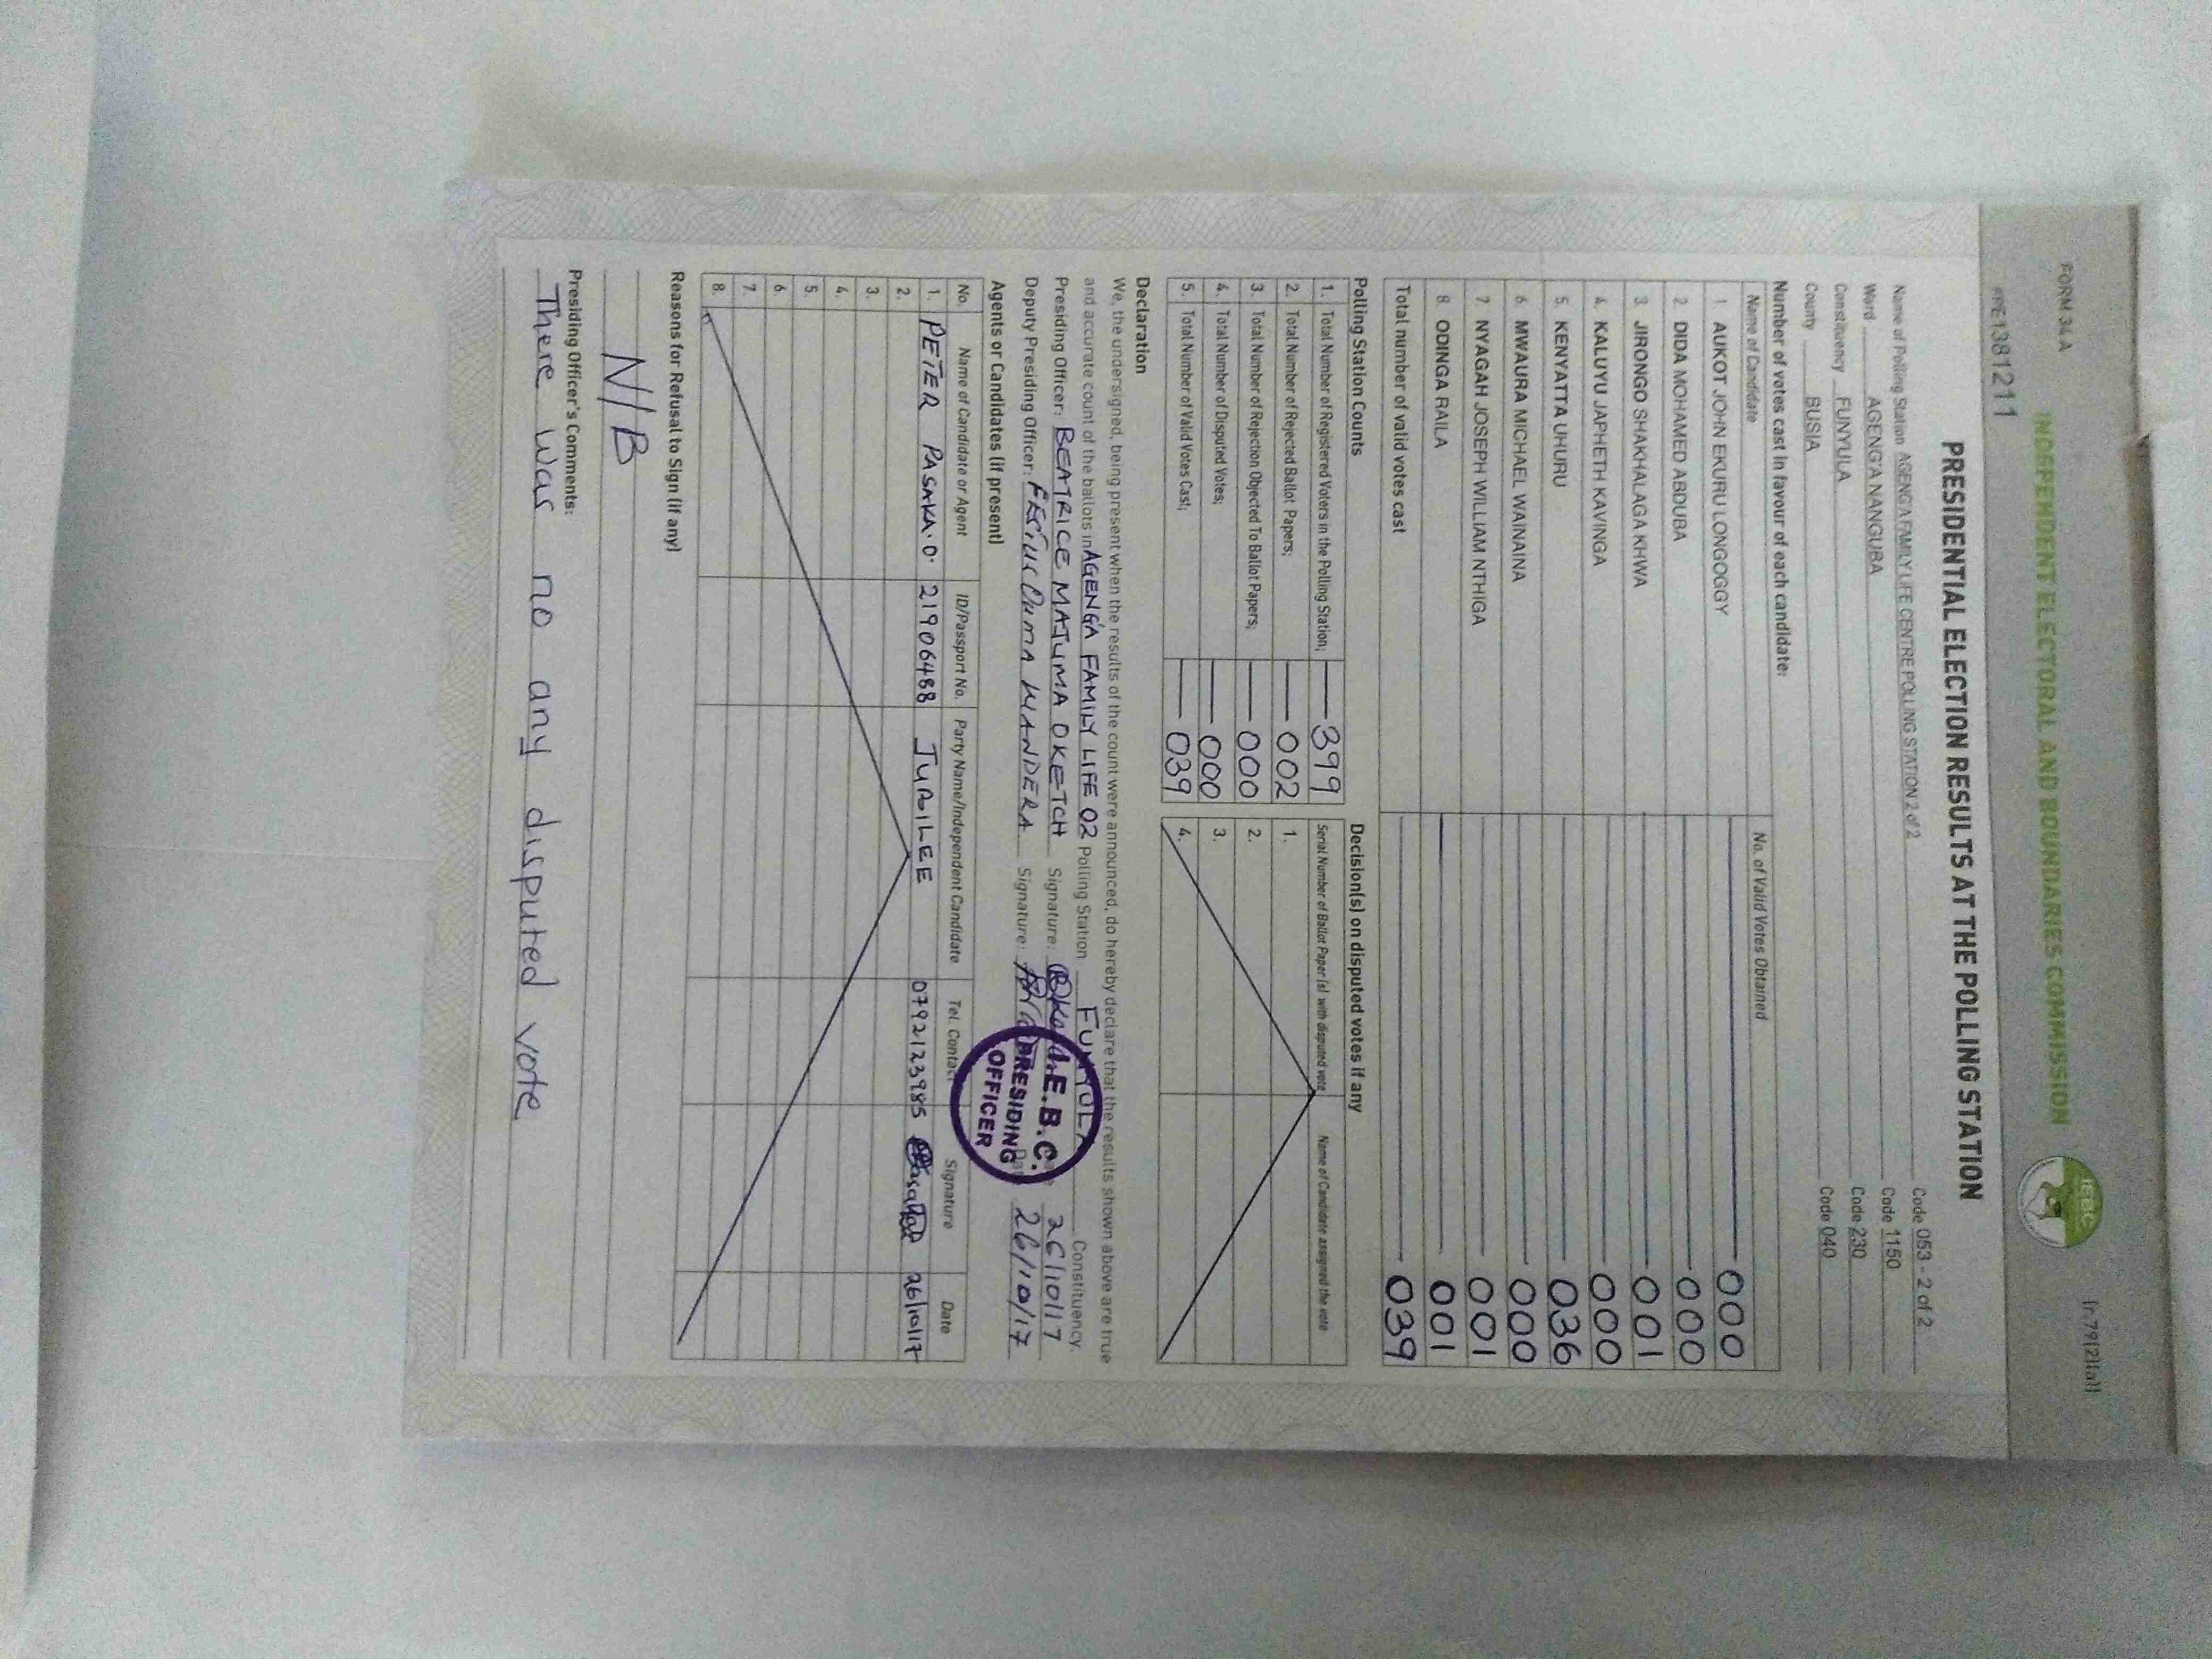 FORM 34A
(r.79(2)(a))
INDEPENDENT ELECTORAL AND BOUNDARIES COMMISSION
iebc
PRESIDENTIAL ELECTION RESULTS AT THE POLLING STATION
Name of Polling Station AGENG'A FAMILY LIFE CENTRE POLLING STATION 2 of 2 Code 053 - 2 of 2
Ward AGENG'A NANGUBA Code 1150
Constituency FUNYULA Code 230
County BUSIA Code 040
Number of votes cast in favour of each candidate:
Name of Candidate No. of Valid Votes Obtained
1 AUKOT JOHN EKURU LONGOGGY 000
2 DIDA MOHAMED ABDUBA 000
3 JIRONGO SHAKHALAGA KHWA 001
4 KALUYU JAPHETH KAVINGA 000
5 KENYATTA UHURU 036
6 MWAURA MICHAEL WAINAINA 000
7 NYAGAH JOSEPH WILLIAM NTHIGA 001
8 ODINGA RAILA 001
Total number of valid votes cast 039
Polling Station Counts
1. Total Number of Registered Voters in the Polling Station; 399
2. Total Number of Rejected Ballot Papers; 002
3. Total Number of Rejection Objected To Ballot Papers; 000
4. Total Number of Disputed Votes; 000
5. Total Number of Valid Votes Cast; 039
Decision(s) on disputed votes if any
Serial Number of Ballot Paper (s) with disputed vote Name of Candidate assigned the vote
1.
2.
3.
4.
Declaration
We, the undersigned, being present when the results of the count were announced, do hereby declare that the results shown above are true
and accurate count of the ballots in AGENG'A FAMILY LIFE 02 Polling Station FUNYULA Constituency.
Presiding Officer: BEATRICE MAJUMA OKETCH Signature: 26/10/17
Deputy Presiding Officer: WANDERA Signature: 26/10/17
I.E.B.C.
PRESIDING
OFFICER
Agents or Candidates (if present)
No. Name of Candidate or Agent ID/Passport No. Party Name/Independent Candidate Tel. Contact Signature Date
1. PETER PASAKA.O. 21906488 JUBILEE 0792123985 26/10/17
2.
3.
4.
5.
6.
7.
8.
Reasons for Refusal to Sign (if any)
N/B
Presiding Officer's Comments:
There was no any disputed vote